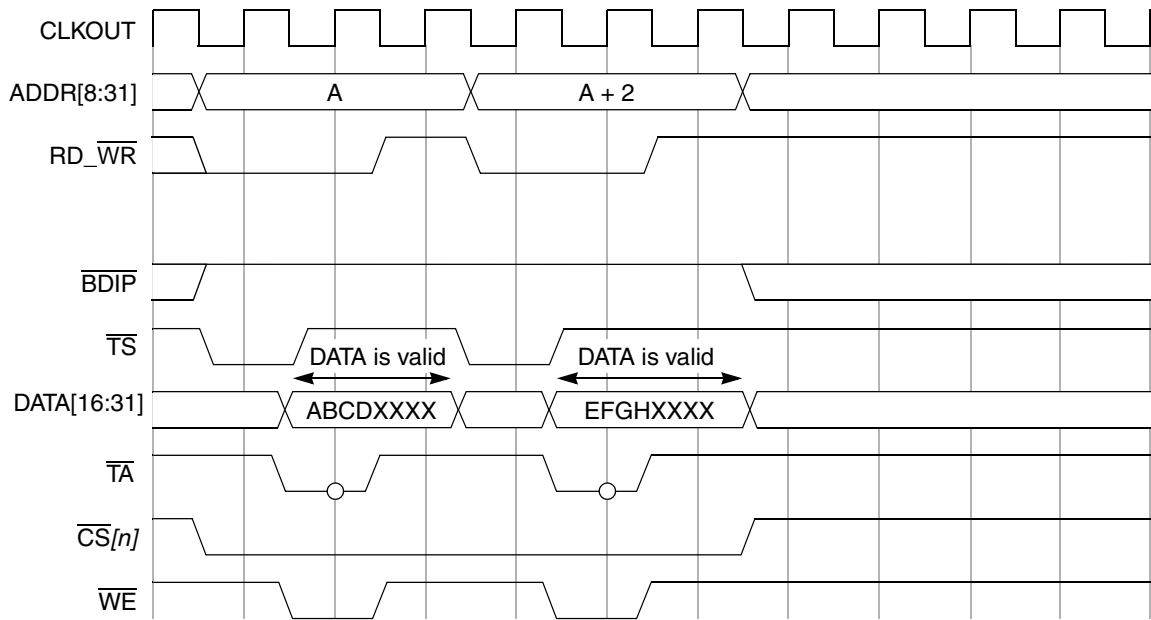 CLKOUT
ADDR[8:31] A A + 2
RD_WR
BDIP
TS
DATA is valid DATA is valid
DATA[16:31] ABCDXXXX EFGHXXXX
TA
CS[n]
WE